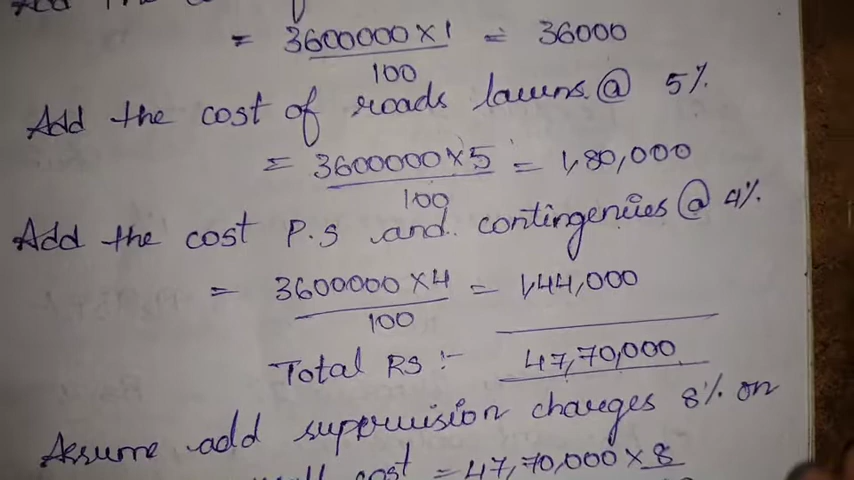 Add the
= 3600000×1 = 36000
100
Add the cost of roads lawns. @ 5%
= 3600000×5 = 1,80,000
100
Add the cost P.S and contingencies @ 4%.
= 3600000×4 = 1,44,000
100
Total RS :- 47,70,000
Assume add supervision charges 8% on
cost = 47,70,000×8